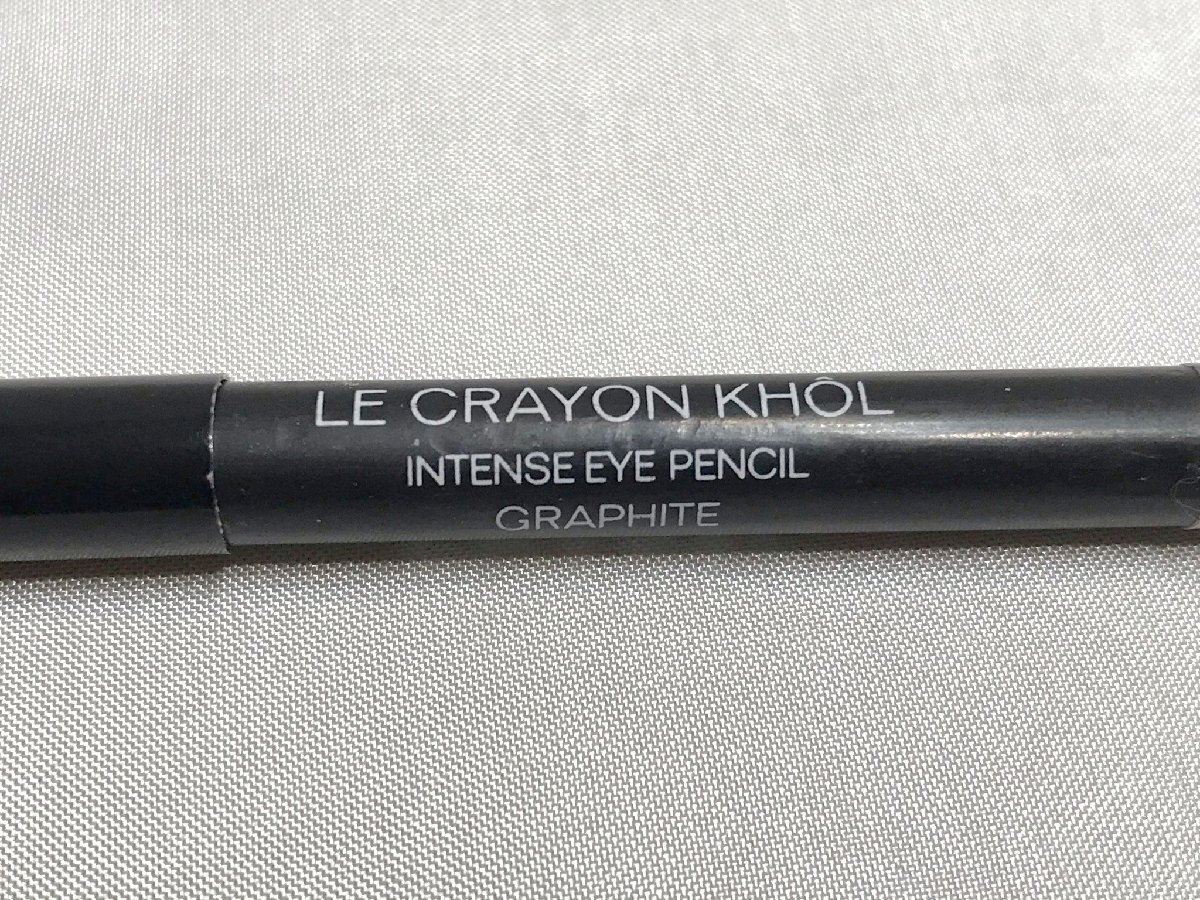 LE CRAYON KHÔL
INTENSE EYE PENCIL
GRAPHITE